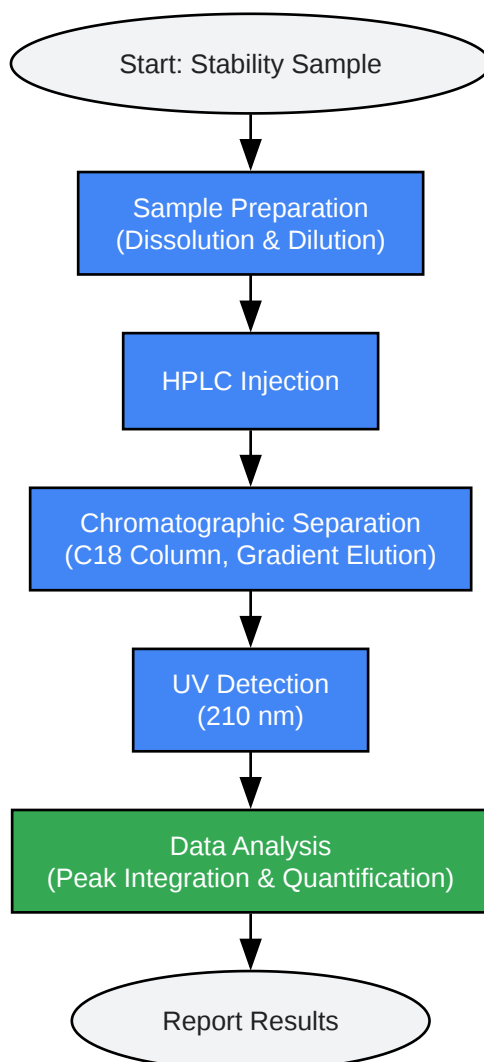 Start: Stability Sample
Sample Preparation
(Dissolution & Dilution)
HPLC Injection
Chromatographic Separation
(C18 Column, Gradient Elution)
UV Detection
(210 nm)
Data Analysis
(Peak Integration & Quantification)
Report Results